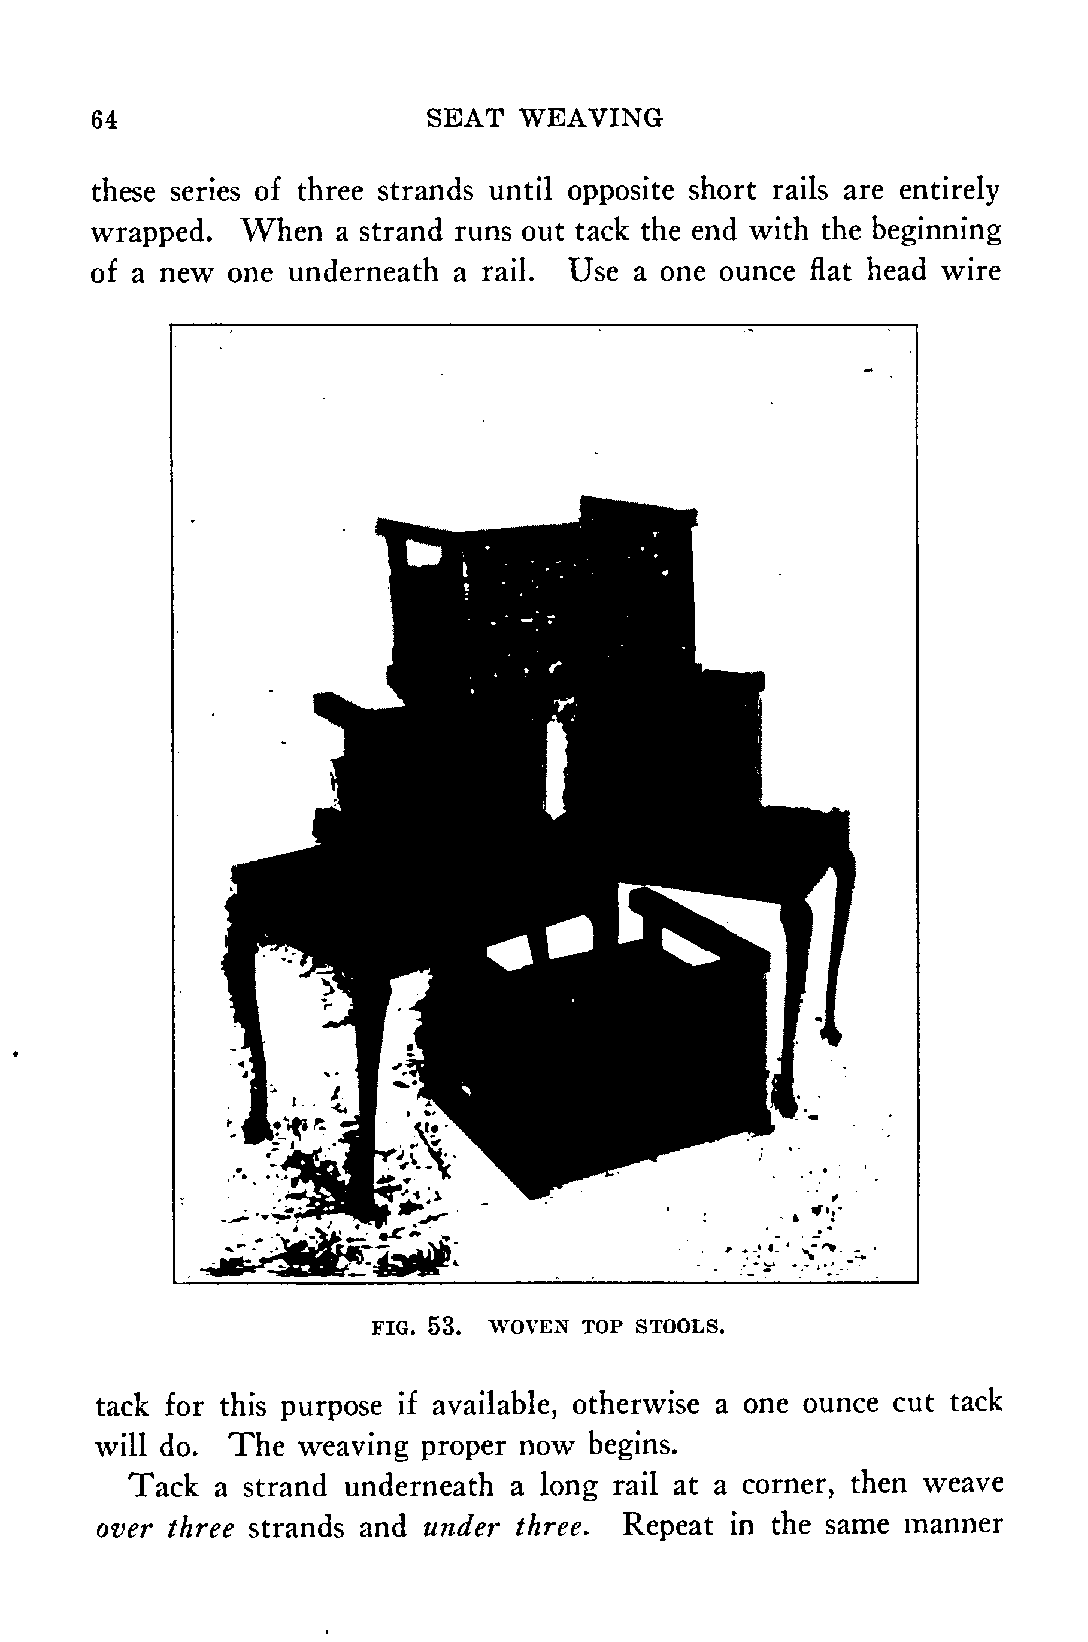 64 SEAT WEAVING
these series of three strands until opposite short rails are entirely
wrapped. When a strand runs out tack the end with the beginning
of a new one underneath a rail. Use a one ounce flat head wire
FIG. 53. WOVEN TOP STOOLS.
tack for this purpose if available, otherwise a one ounce cut tack
will do. The weaving proper now begins.
Tack a strand underneath a long rail at a corner, then weave
over three strands and under three. Repeat in the same manner